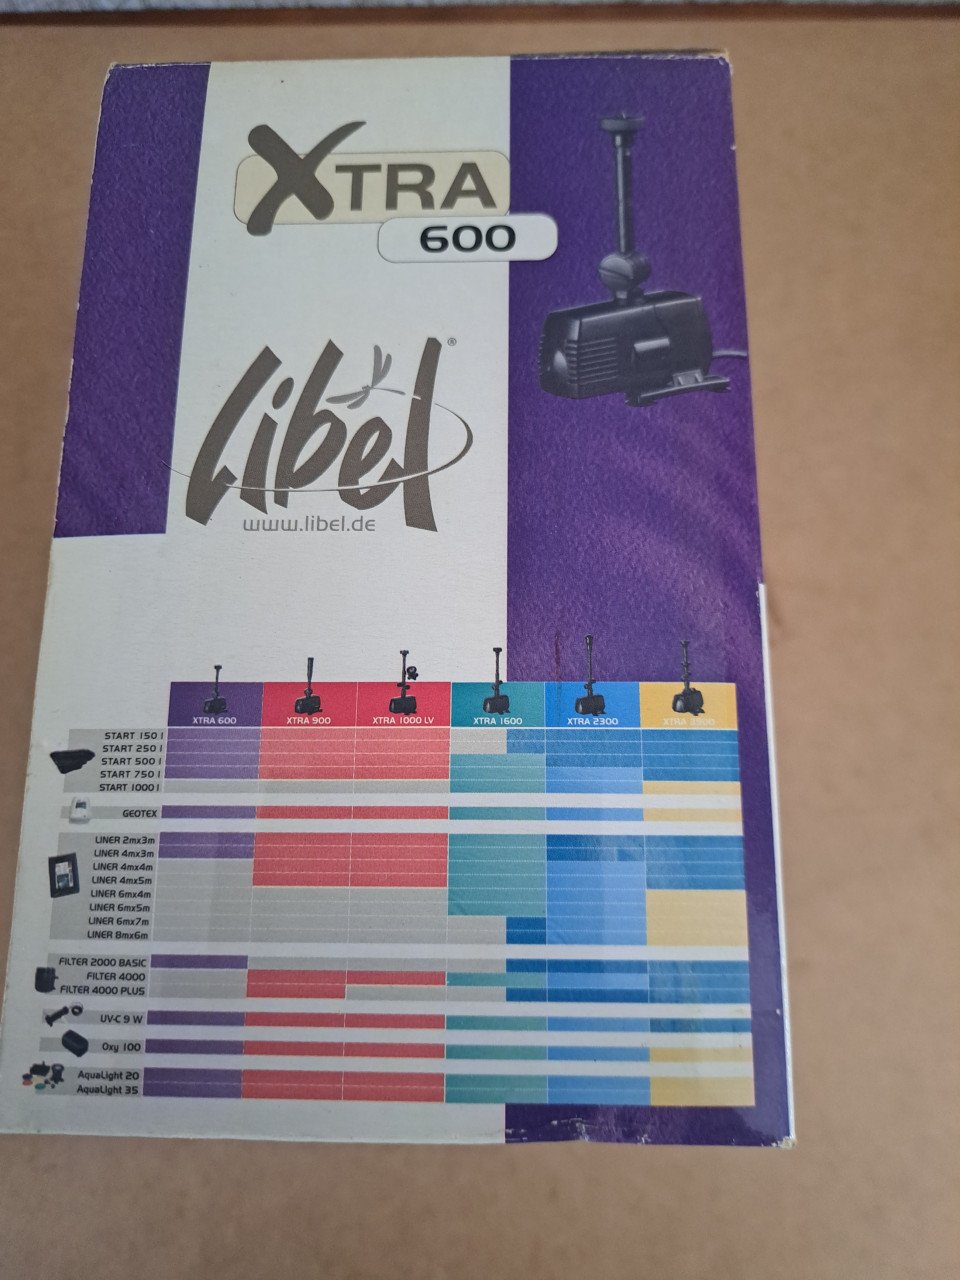 XTRA
600
Libel®
www.libel.de
XTRA 600 XTRA 900 XTRA 1000 LV XTRA 1600 XTRA 2300 XTRA 3900
START 150 l
START 250 l
START 500 l
START 750 l
START 1000 l
GEOTEX
LINER 2mx3m
LINER 4mx3m
LINER 4mx4m
LINER 4mx5m
LINER 6mx4m
LINER 6mx5m
LINER 6mx7m
LINER 8mx6m
FILTER 2000 BASIC
FILTER 4000
FILTER 4000 PLUS
UV-C 9 W
Oxy 100
AquaLight 20
AquaLight 35